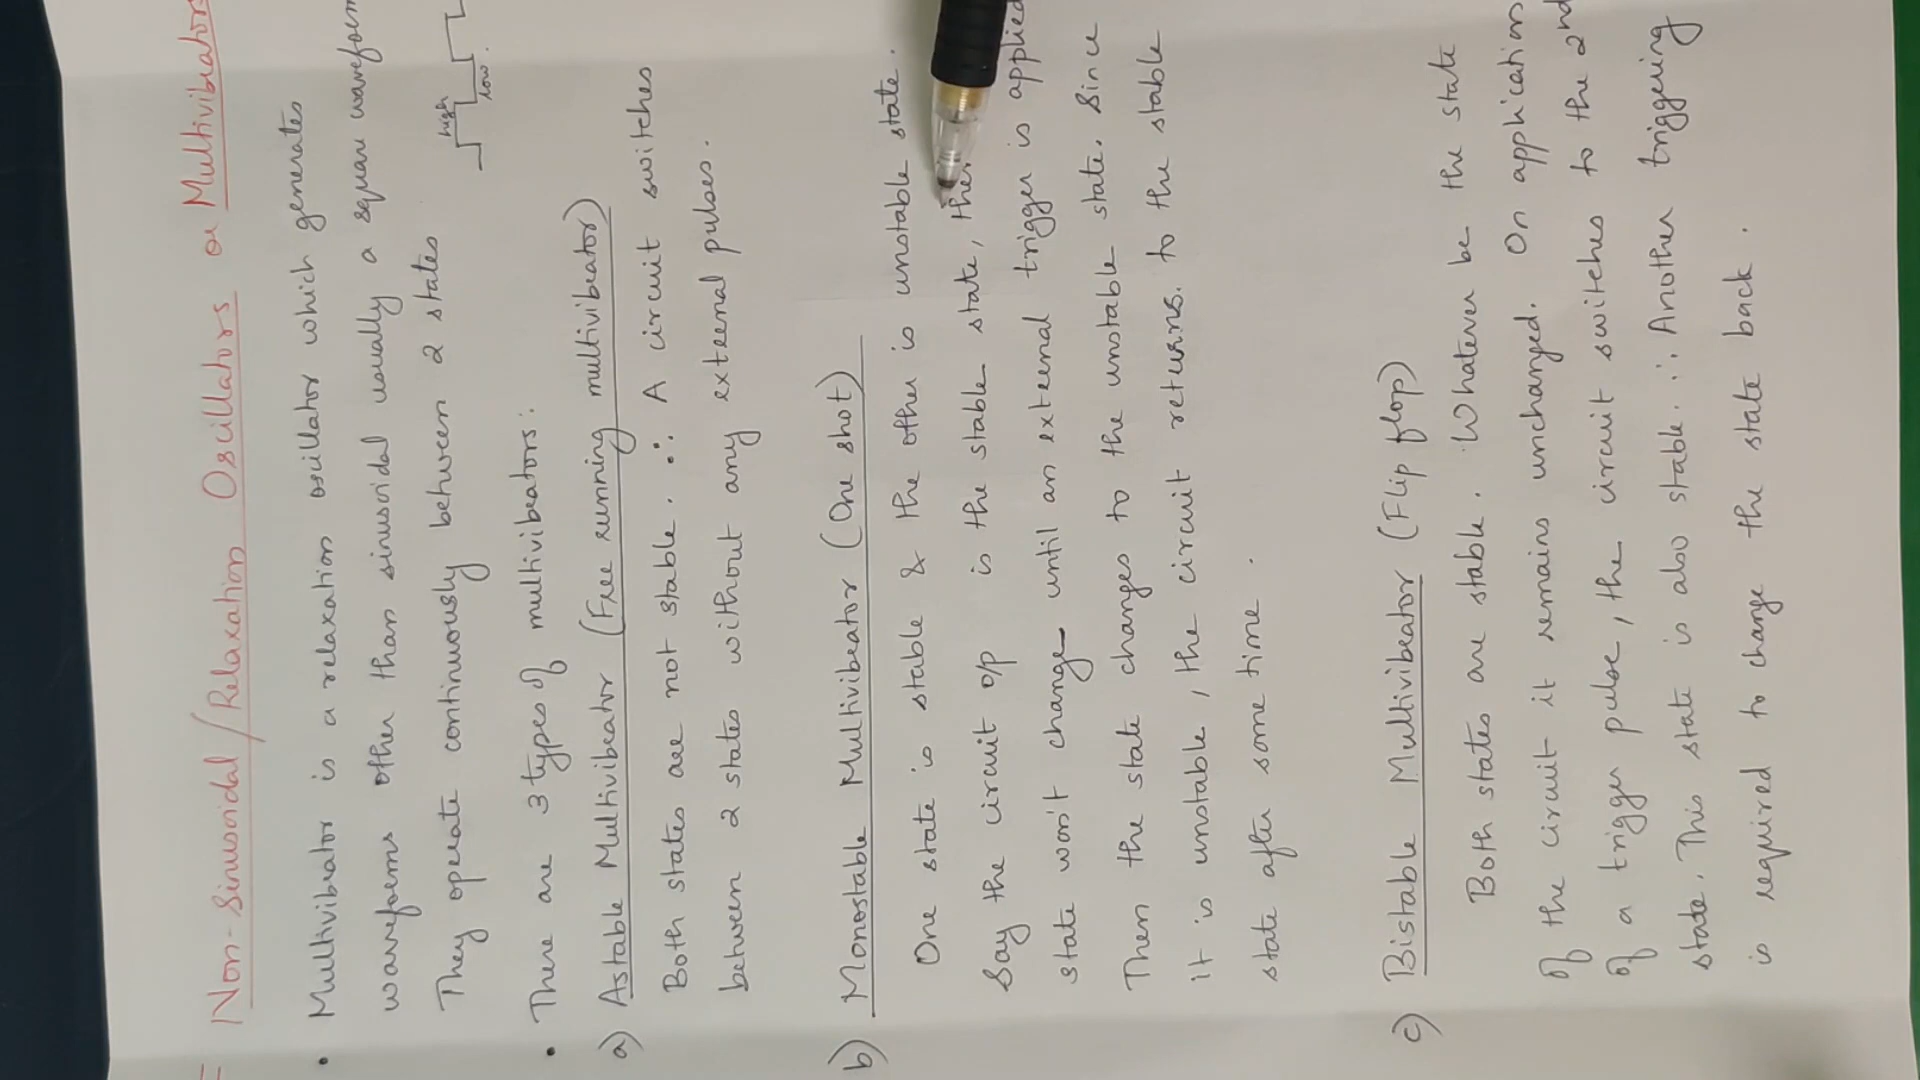 Non-Sinusoidal/Relaxation Oscillators or Multivibrator
• Multivibrator is a relaxation oscillator which generates
waveforms other than sinusoidal usually a square waveform
They operate continuously between 2 states
high
low.
• There are 3 types of multivibrators:
a) Astable Multivibrator (Free running multivibrator)
Both states are not stable. ∴ A circuit switches
between 2 states without any external pulses.
b) Monostable Multivibrator (One shot)
One state is stable & the other is unstable state.
Say the circuit o/p is the stable state, then
state won't change until an external trigger is applied
Then the state changes to the unstable state. Since
it is unstable, the circuit returns. to the stable
state after some time.
c) Bistable Multivibrator (Flip flop)
Both states are stable. Whatever be the state
of the circuit it remains unchanged. On application
of a trigger pulse, the circuit switches to the 2nd
state. This state is also stable. ∴ Another triggering
is required to change the state back.